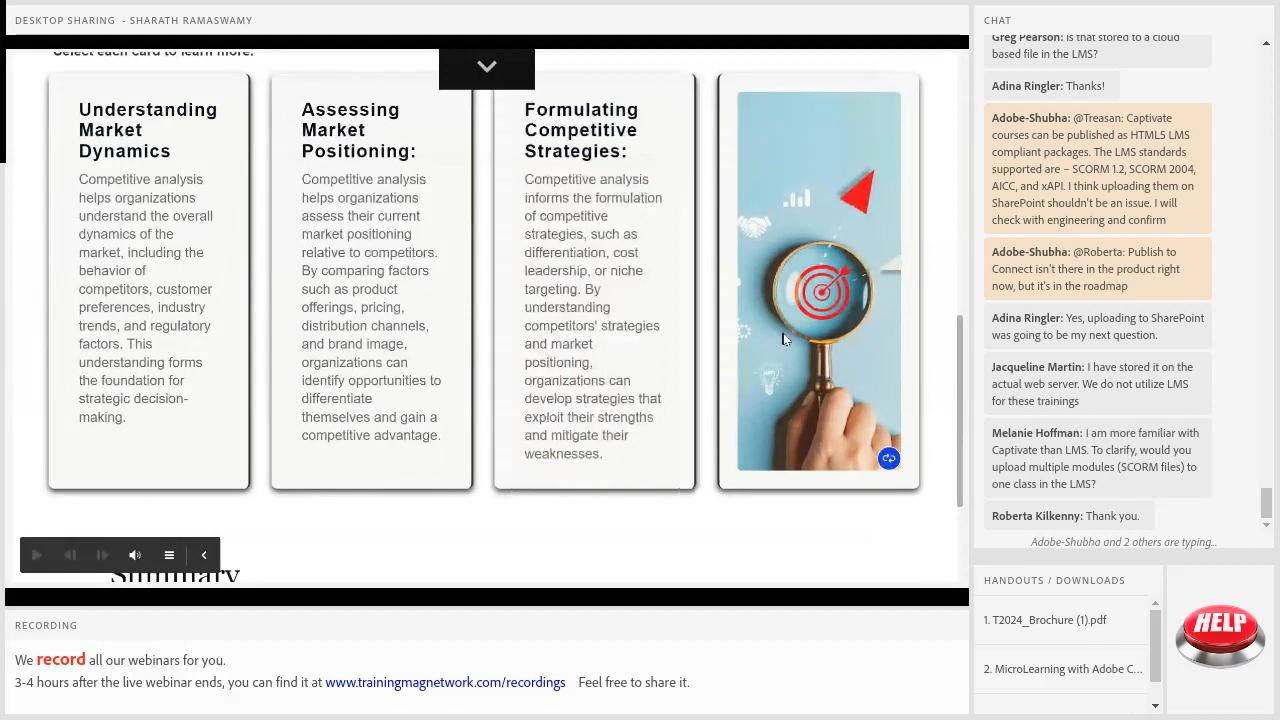 DESKTOP SHARING - SHARATH RAMASWAMY
Select each card to learn more.
Understanding
Market
Dynamics
Competitive analysis
helps organizations
understand the overall
dynamics of the
market, including the
behavior of
competitors, customer
preferences, industry
trends, and regulatory
factors. This
understanding forms
the foundation for
strategic decision-
making.
Assessing
Market
Positioning:
Competitive analysis
helps organizations
assess their current
market positioning
relative to competitors.
By comparing factors
such as product
offerings, pricing,
distribution channels,
and brand image,
organizations can
identify opportunities to
differentiate
themselves and gain a
competitive advantage.
Formulating
Competitive
Strategies:
Competitive analysis
informs the formulation
of competitive
strategies, such as
differentiation, cost
leadership, or niche
targeting. By
understanding
competitors' strategies
and market
positioning,
organizations can
develop strategies that
exploit their strengths
and mitigate their
weaknesses.
Summary
CHAT
Greg Pearson: Is that stored to a cloud
based file in the LMS?
Adina Ringler: Thanks!
Adobe-Shubha: @Treasan: Captivate
courses can be published as HTML5 LMS
compliant packages. The LMS standards
supported are – SCORM 1.2, SCORM 2004,
AICC, and xAPI. I think uploading them on
SharePoint shouldn't be an issue. I will
check with engineering and confirm
Adobe-Shubha: @Roberta: Publish to
Connect isn't there in the product right
now, but it's in the roadmap
Adina Ringler: Yes, uploading to SharePoint
was going to be my next question.
Jacqueline Martin: I have stored it on the
actual web server. We do not utilize LMS
for these trainings
Melanie Hoffman: I am more familiar with
Captivate than LMS. To clarify, would you
upload multiple modules (SCORM files) to
one class in the LMS?
Roberta Kilkenny: Thank you.
Adobe-Shubha and 2 others are typing...
HANDOUTS / DOWNLOADS
1. T2024_Brochure (1).pdf
2. MicroLearning with Adobe C...
HELP
RECORDING
We record all our webinars for you.
3-4 hours after the live webinar ends, you can find it at www.trainingmagnetwork.com/recordings Feel free to share it.